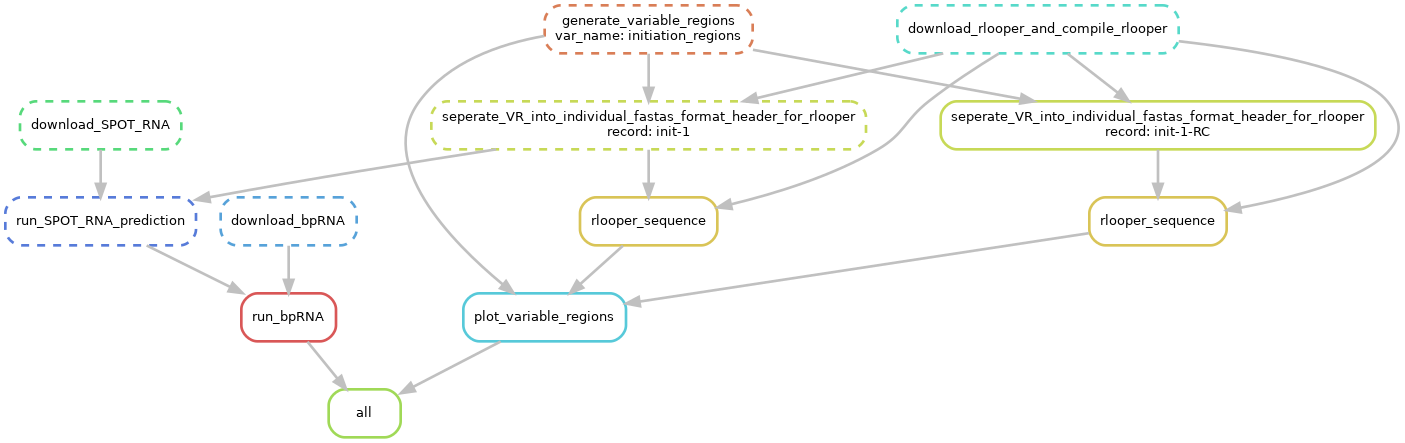 generate_variable_regions
var_name: initiation_regions
download_rlooper_and_compile_rlooper
download_SPOT_RNA
seperate_VR_into_individual_fastas_format_header_for_rlooper
record: init-1
seperate_VR_into_individual_fastas_format_header_for_rlooper
record: init-1-RC
run_SPOT_RNA_prediction
download_bpRNA
rlooper_sequence
rlooper_sequence
run_bpRNA
plot_variable_regions
all